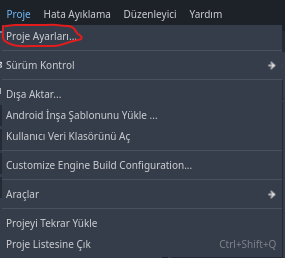 Proje Hata Ayıklama Düzenleyici Yardım
Proje Ayarları...
Sürüm Kontrol
Dışa Aktar...
Android İnşa Şablonunu Yükle ...
Kullanıcı Veri Klasörünü Aç
Customize Engine Build Configuration...
Araçlar
Projeyi Tekrar Yükle
Proje Listesine Çık Ctrl+Shift+Q